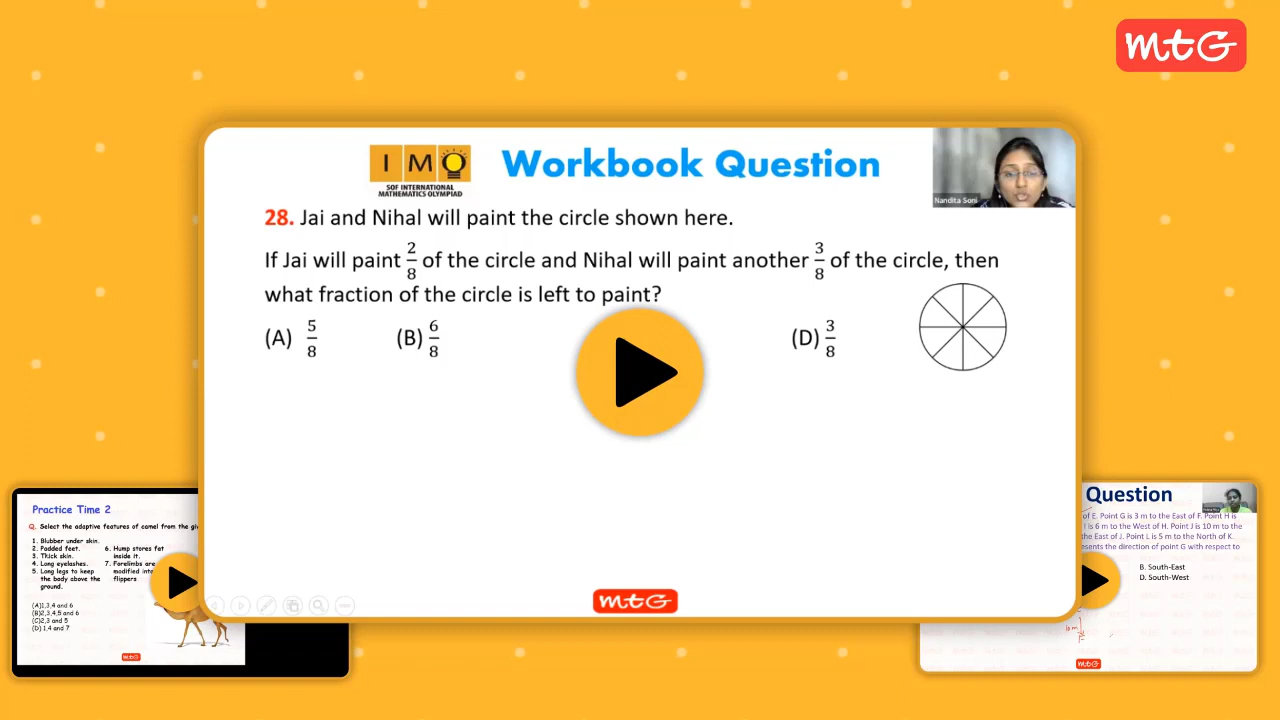 mtG
IMO
SOF INTERNATIONAL
MATHEMATICS OLYMPIAD
Workbook Question
Nandita Soni
28. Jai and Nihal will paint the circle shown here.
If Jai will paint 2/8 of the circle and Nihal will paint another 3/8 of the circle, then
what fraction of the circle is left to paint?
(A) 5/8 (B) 6/8 (D) 3/8
mtG
Practice Time 2
Q. Select the adaptive features of camel from the
1. Blubber under skin.
2. Padded feet.
3. Thick skin.
4. Long eyelashes.
5. Long legs to keep
the body above the
ground.
6. Hump stores fat
inside it.
7. Forelimbs are
modified into
flippers
(A)1,3,4 and 6
(B)2,3,4,5 and 6
(C)2,3 and 5
(D) 1,4 and 7
mtG
Question
of E. Point G is 3 m to the East of F. Point H is
I is 6 m to the West of H. Point J is 10 m to the
the East of J. Point L is 5 m to the North of K.
the direction of point G with respect to
B. South-East
D. South-West
10 m
mtG